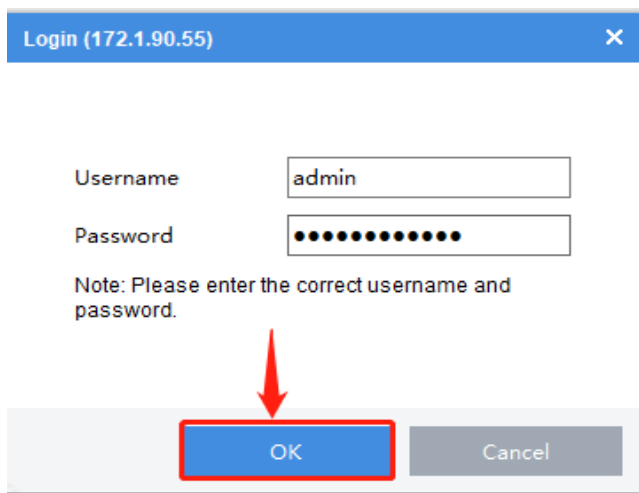 Login (172.1.90.55)
Username
admin
Password
●●●●●●●●●●●●
Note: Please enter the correct username and
password.
OK
Cancel